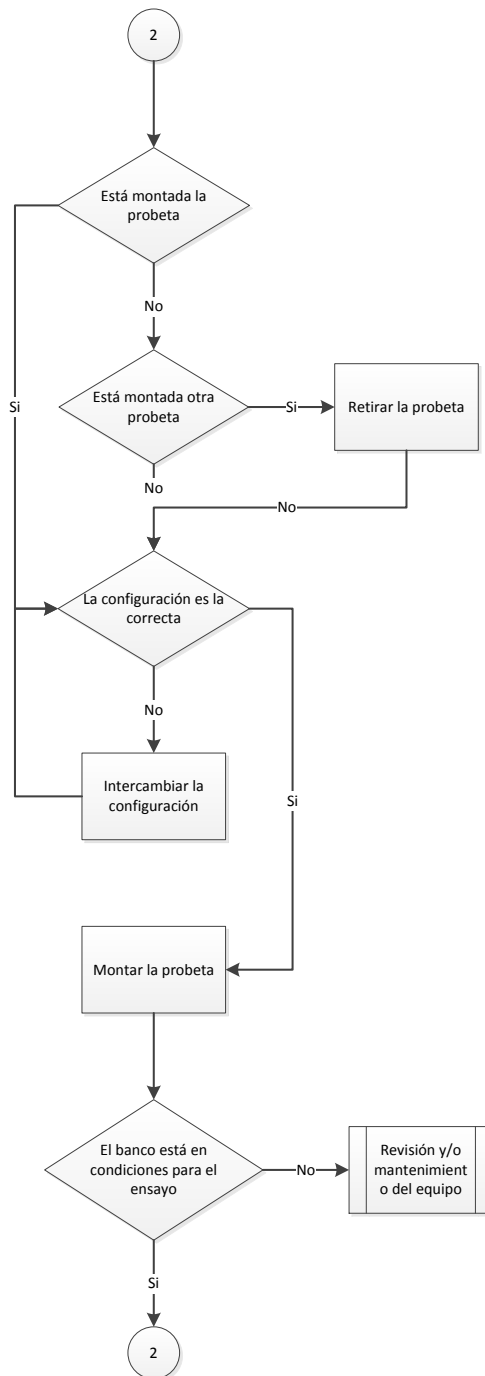 2
Está montada la
probeta
No
Está montada otra
probeta
Si
Retirar la probeta
Si
No
No
La configuración es la
correcta
No
Intercambiar la
configuración
Si
Montar la probeta
El banco está en
condiciones para el
ensayo
No
Revisión y/o
mantenimient
o del equipo
Si
2